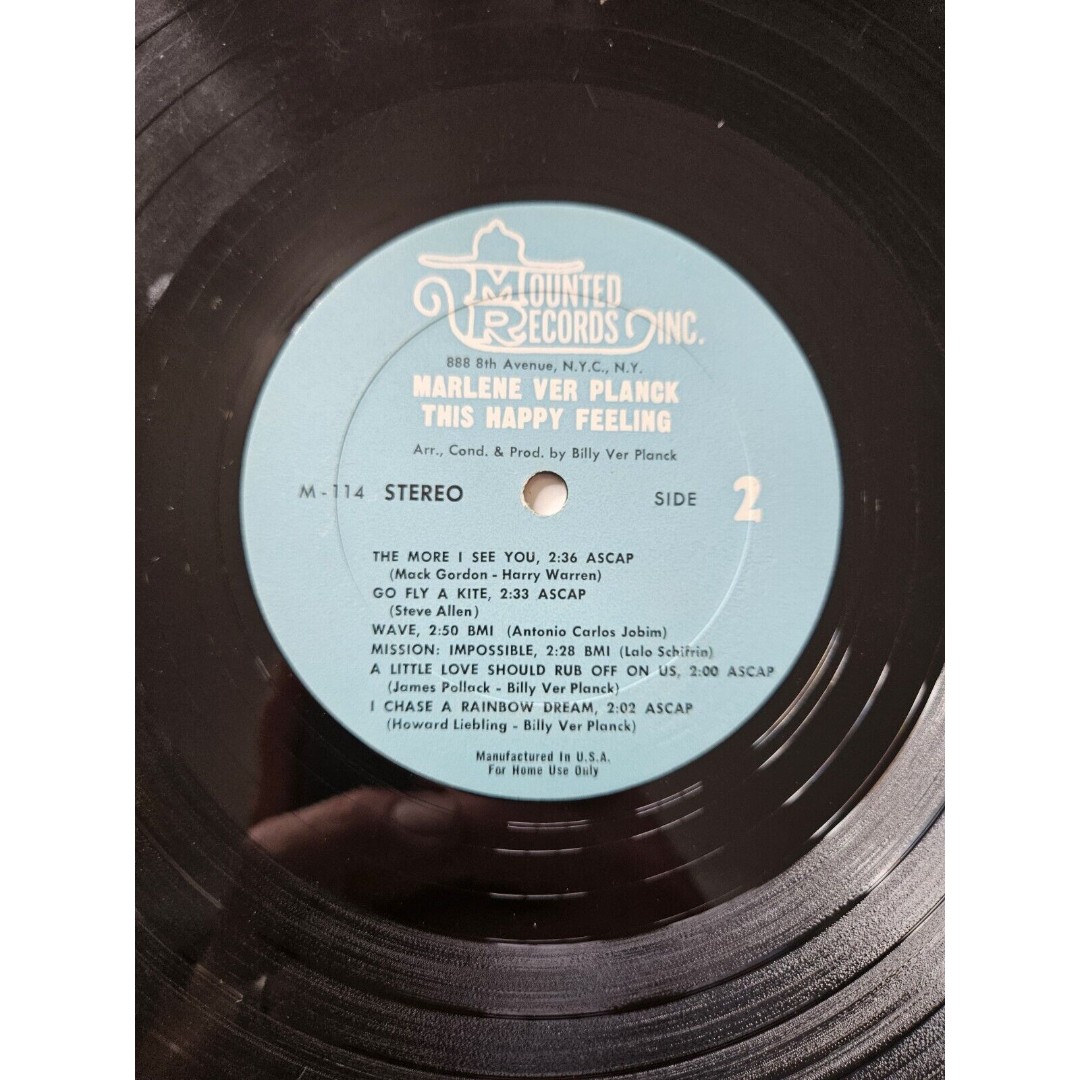 MOUNTED
RECORDS INC.
888 8th Avenue, N.Y.C., N.Y.
MARLENE VER PLANCK
THIS HAPPY FEELING
Arr., Cond. & Prod. by Billy Ver Planck
M-114 STEREO SIDE 2
THE MORE I SEE YOU, 2:36 ASCAP
(Mack Gordon - Harry Warren)
GO FLY A KITE, 2:33 ASCAP
(Steve Allen)
WAVE, 2:50 BMI (Antonio Carlos Jobim)
MISSION: IMPOSSIBLE, 2:28 BMI (Lalo Schifrin)
A LITTLE LOVE SHOULD RUB OFF ON US, 2:00 ASCAP
(James Pollack - Billy Ver Planck)
I CHASE A RAINBOW DREAM, 2:02 ASCAP
(Howard Liebling - Billy Ver Planck)
Manufactured In U.S.A.
For Home Use Only